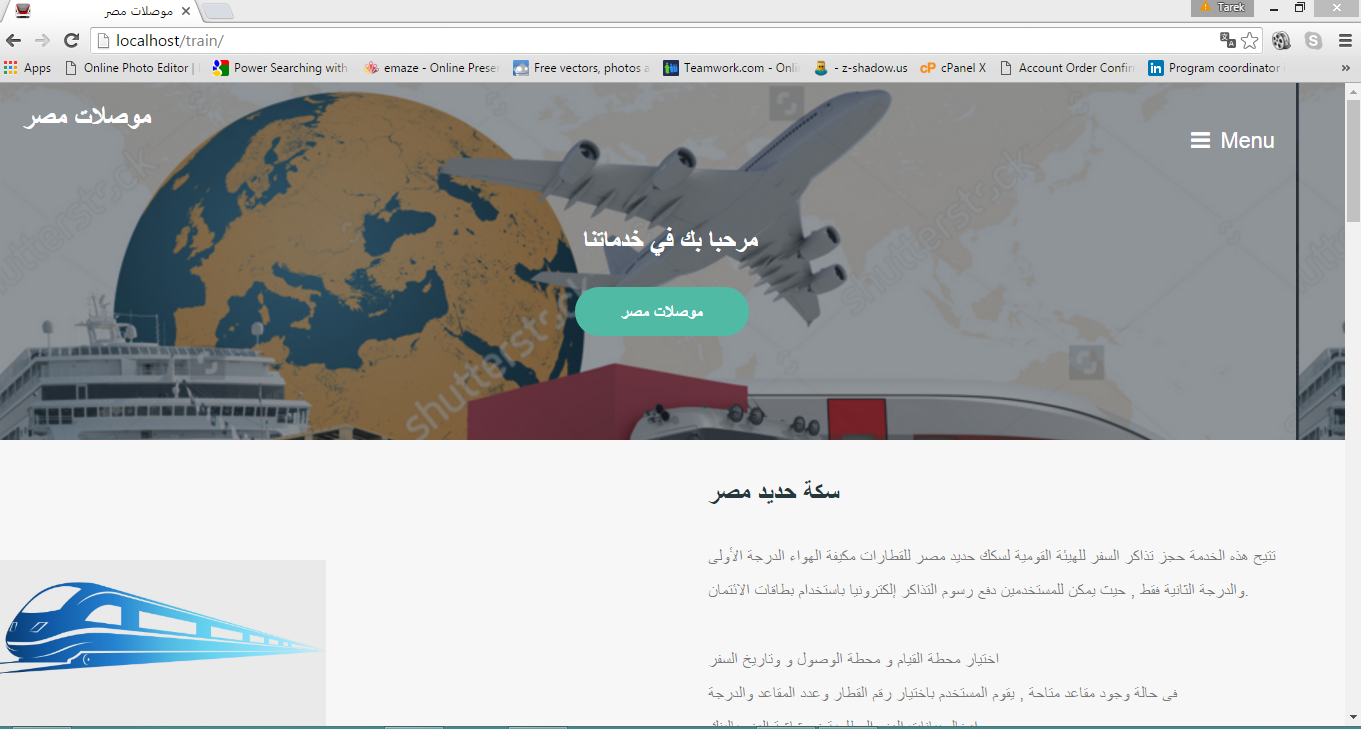 موصلات مصر
Tarek
localhost/train/
Apps
Online Photo Editor |
Power Searching with
emaze - Online Preser
Free vectors, photos a
Teamwork.com - Onli
- z-shadow.us
cPanel X
Account Order Confirm
Program coordinator
موصلات مصر
Menu
مرحبا بك في خدماتنا
موصلات مصر
shutterstock
shutterstock
shutterstock
سكة حديد مصر
تتيح هذه الخدمة حجز تذاكر السفر للهيئة القومية لسكك حديد مصر للقطارات مكيفة الهواء الدرجة الأولى
والدرجة الثانية فقط , حيث يمكن للمستخدمين دفع رسوم التذاكر إلكترونيا باستخدام بطاقات الائتمان.
اختيار محطة القيام و محطة الوصول و وتاريخ السفر
فى حالة وجود مقاعد متاحة , يقوم المستخدم باختيار رقم القطار وعدد المقاعد والدرجة